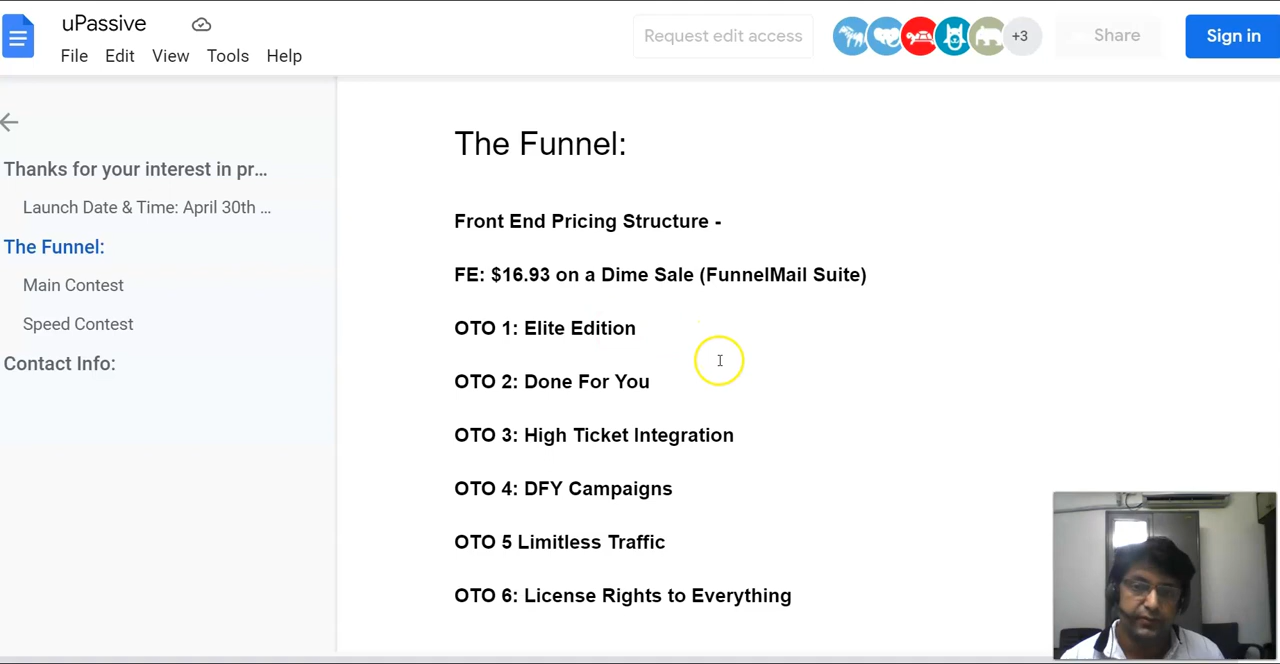 uPassive
Request edit access
+3
Share
Sign in
File Edit View Tools Help
Thanks for your interest in pr...
Launch Date & Time: April 30th ...
The Funnel:
Main Contest
Speed Contest
Contact Info:
The Funnel:
Front End Pricing Structure -
FE: $16.93 on a Dime Sale (FunnelMail Suite)
OTO 1: Elite Edition
OTO 2: Done For You
OTO 3: High Ticket Integration
OTO 4: DFY Campaigns
OTO 5 Limitless Traffic
OTO 6: License Rights to Everything